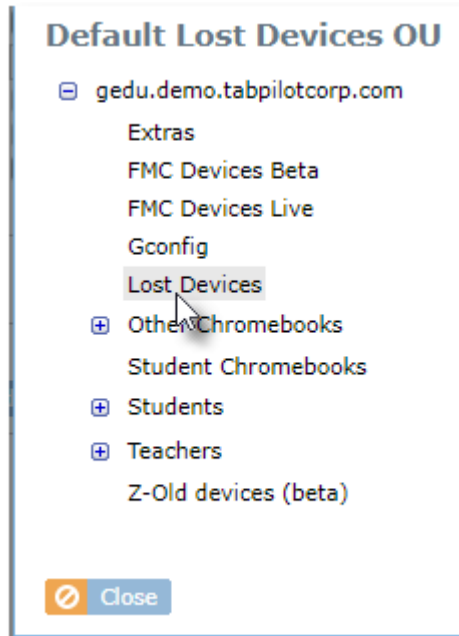 Default Lost Devices OU
gedu.demo.tabpilotcorp.com
Extras
FMC Devices Beta
FMC Devices Live
Gconfig
Lost Devices
Other Chromebooks
Student Chromebooks
Students
Teachers
Z-Old devices (beta)
Close